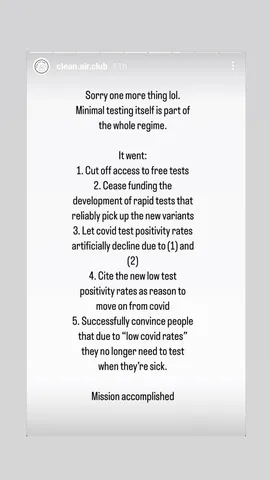 clean.air.club 11h
Sorry one more thing lol.
Minimal testing itself is part of
the whole regime.
It went:
1. Cut off access to free tests
2. Cease funding the
development of rapid tests that
reliably pick up the new variants
3. Let covid test positivity rates
artificially decline due to (1) and
(2)
4. Cite the new low test
positivity rates as reason to
move on from covid
5. Successfully convince people
that due to “low covid rates”
they no longer need to test
when they're sick.
Mission accomplished